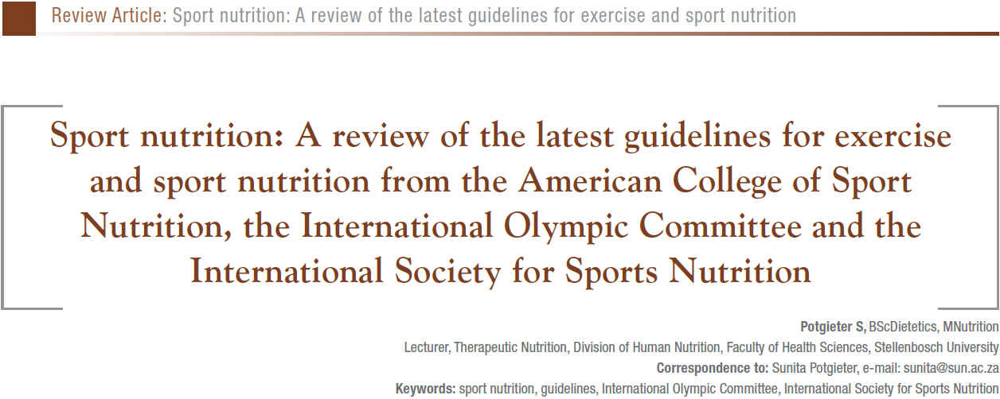 Review Article: Sport nutrition: A review of the latest guidelines for exercise and sport nutrition
Sport nutrition: A review of the latest guidelines for exercise
and sport nutrition from the American College of Sport
Nutrition, the International Olympic Committee and the
International Society for Sports Nutrition
Potgieter S, BScDietetics, MNutrition
Lecturer, Therapeutic Nutrition, Division of Human Nutrition, Faculty of Health Sciences, Stellenbosch University
Correspondence to: Sunita Potgieter, e-mail: sunita@sun.ac.za
Keywords: sport nutrition, guidelines, International Olympic Committee, International Society for Sports Nutrition